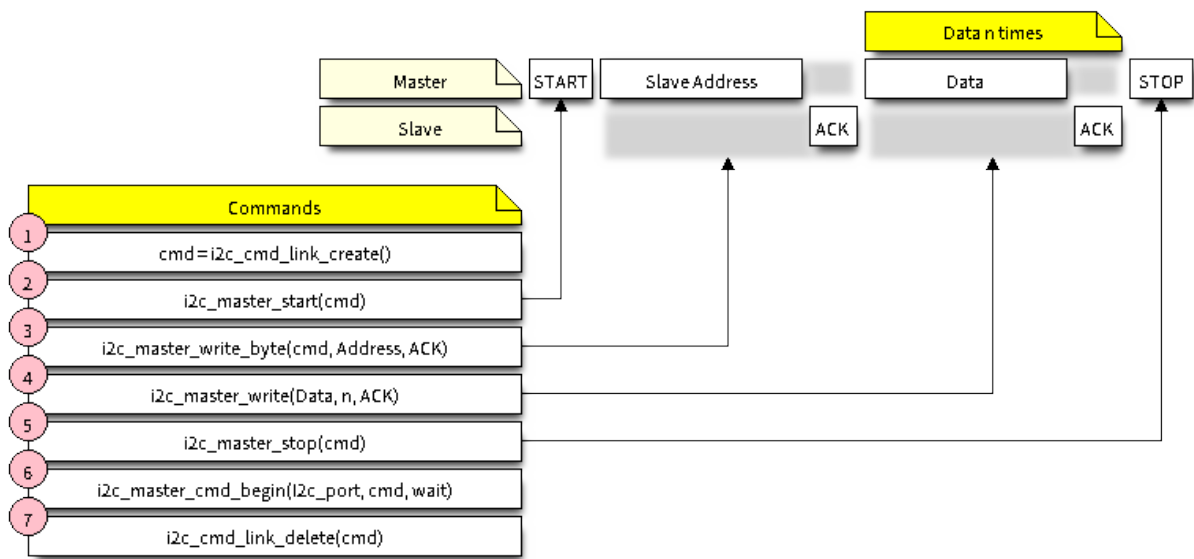 Data n times
Master START Slave Address Data STOP
Slave ACK ACK
Commands
1
cmd=i2c_cmd_link_create()
2
i2c_master_start(cmd)
3
i2c_master_write_byte(cmd, Address, ACK)
4
i2c_master_write(Data, n, ACK)
5
i2c_master_stop(cmd)
6
i2c_master_cmd_begin(I2c_port, cmd, wait)
7
i2c_cmd_link_delete(cmd)